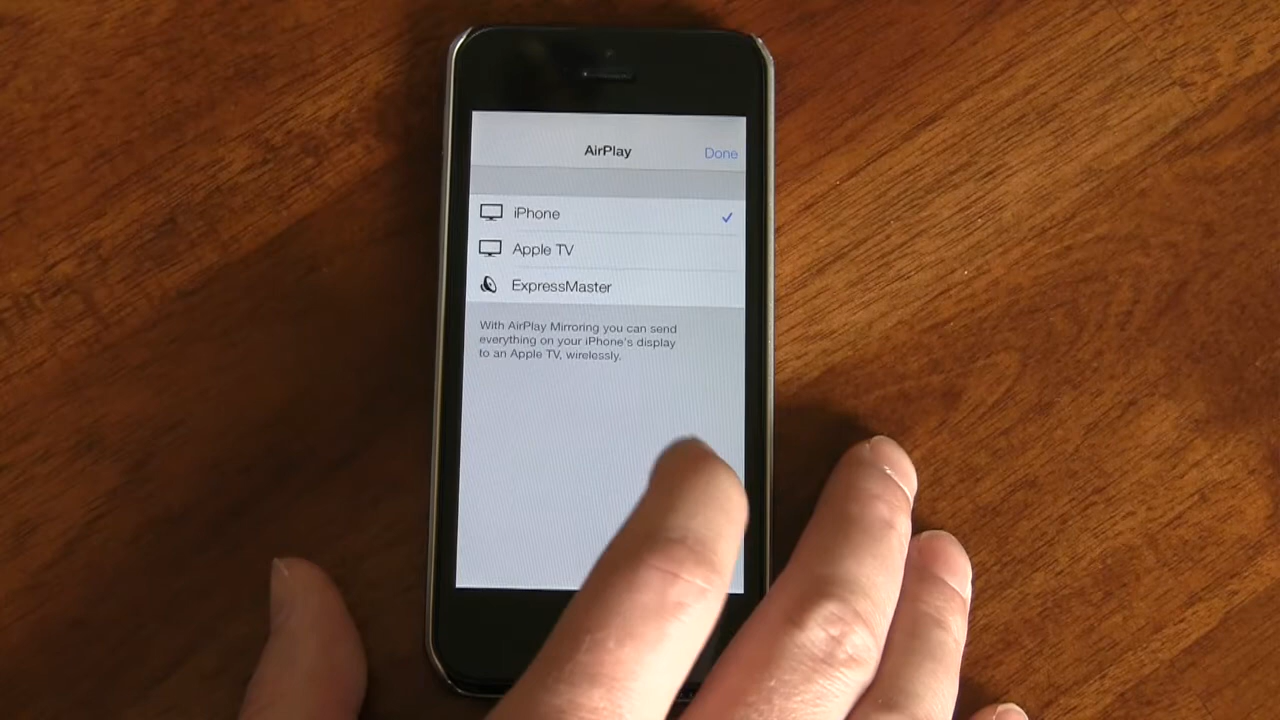 AirPlay
Done
iPhone
Apple TV
ExpressMaster
With AirPlay Mirroring you can send
everything on your iPhone's display
to an Apple TV, wirelessly.